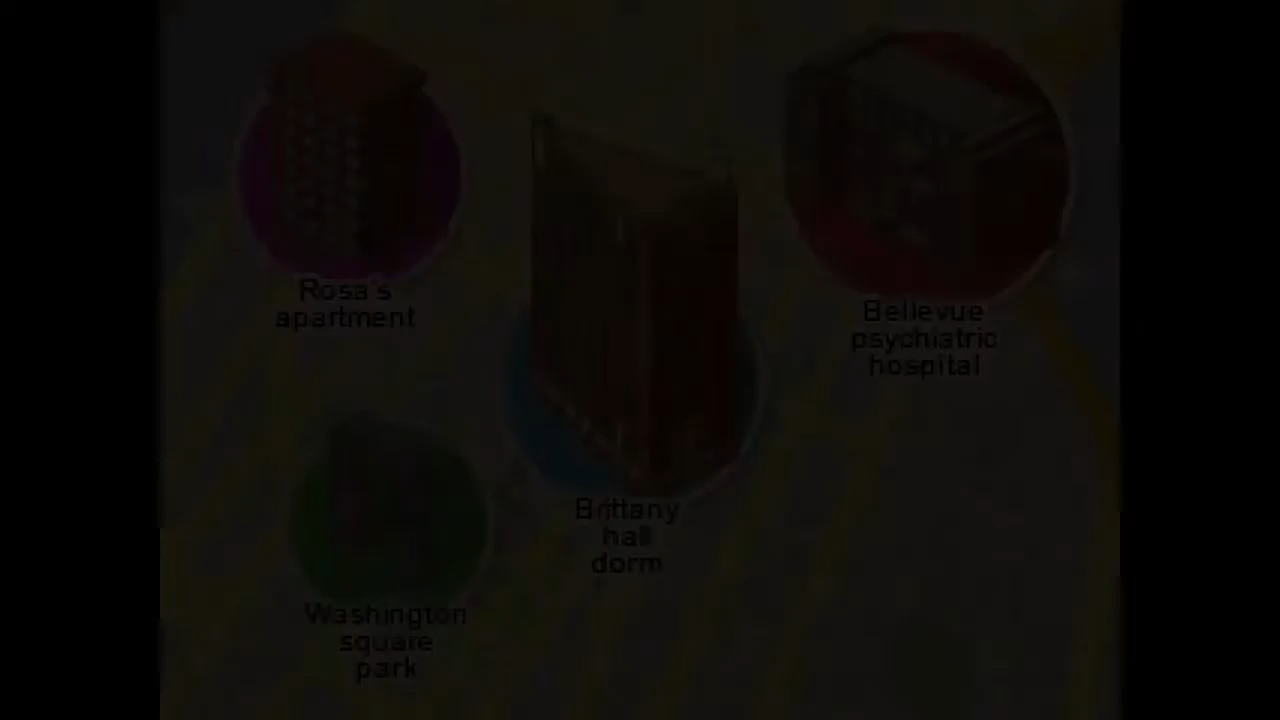 Rosa's
apartment
Bellevue
psychiatric
hospital
Brittany
hall
dorm
Washington
square
park